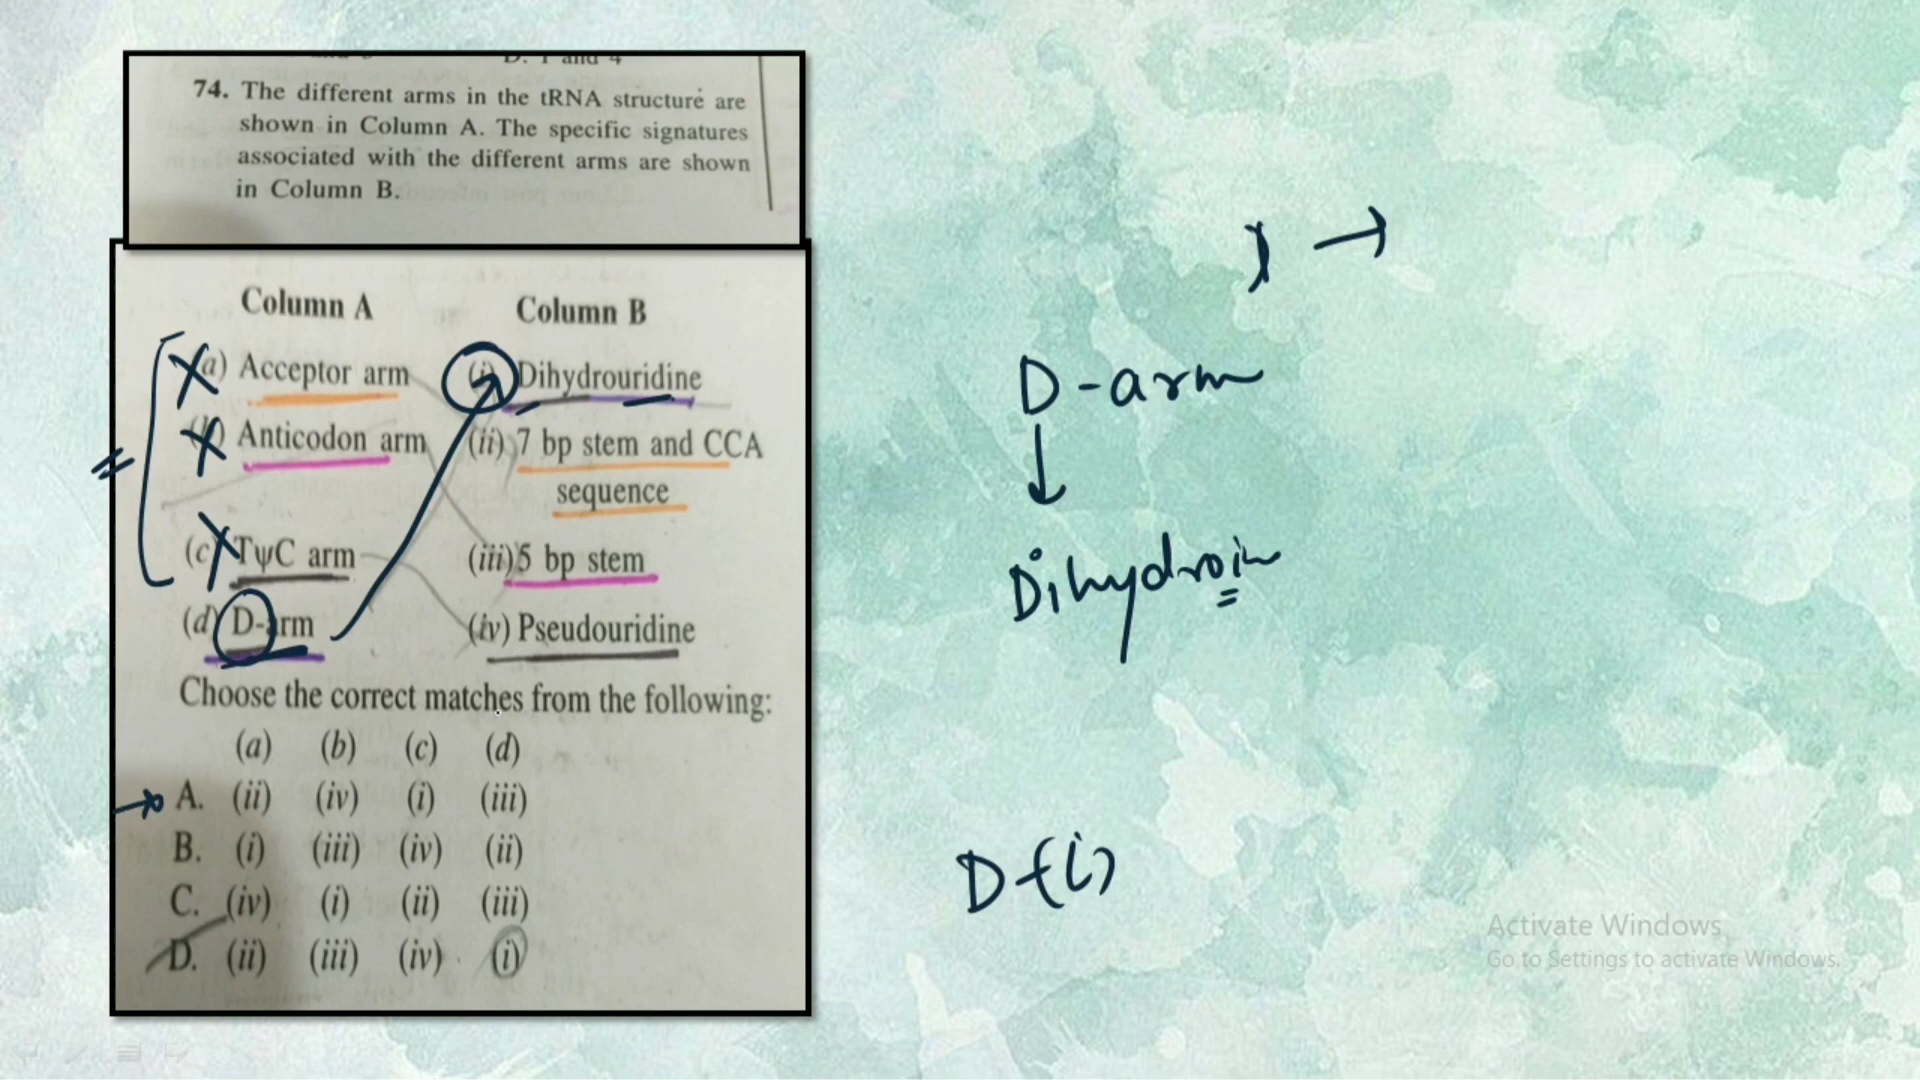 D. 1 and 4
74. The different arms in the tRNA structure are
shown in Column A. The specific signatures
associated with the different arms are shown
in Column B.
Column A Column B
(a) Acceptor arm (i) Dihydrouridine
(b) Anticodon arm (ii) 7 bp stem and CCA
sequence
(c) TψC arm (iii) 5 bp stem
(d) D-arm (iv) Pseudouridine
Choose the correct matches from the following:
(a) (b) (c) (d)
A. (ii) (iv) (i) (iii)
B. (i) (iii) (iv) (ii)
C. (iv) (i) (ii) (iii)
D. (ii) (iii) (iv) (i)
D-arm
D-(i)
Activate Windows
Go to Settings to activate Windows.